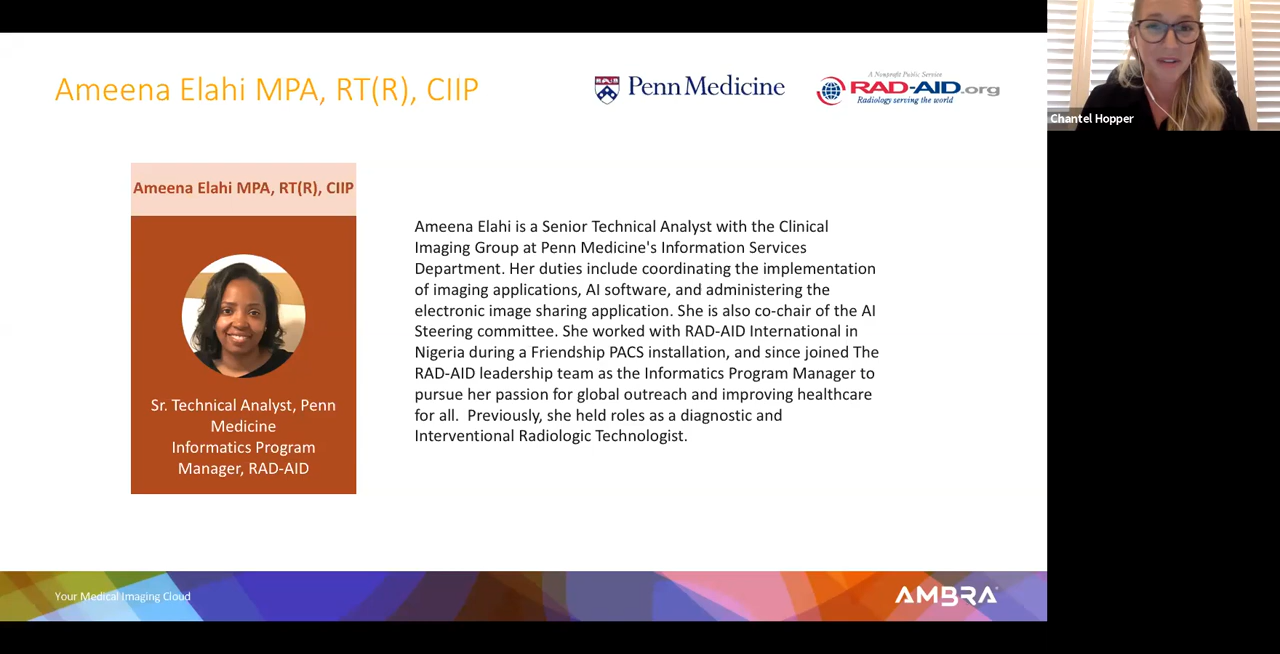 Ameena Elahi MPA, RT(R), CIIP
Penn Medicine
A Nonprofit Public Service
RAD-AID.org
Radiology serving the world
Chantel Hopper
Ameena Elahi MPA, RT(R), CIIP
Sr. Technical Analyst, Penn
Medicine
Informatics Program
Manager, RAD-AID
Ameena Elahi is a Senior Technical Analyst with the Clinical
Imaging Group at Penn Medicine's Information Services
Department. Her duties include coordinating the implementation
of imaging applications, AI software, and administering the
electronic image sharing application. She is also co-chair of the AI
Steering committee. She worked with RAD-AID International in
Nigeria during a Friendship PACS installation, and since joined The
RAD-AID leadership team as the Informatics Program Manager to
pursue her passion for global outreach and improving healthcare
for all.  Previously, she held roles as a diagnostic and
Interventional Radiologic Technologist.
Your Medical Imaging Cloud
AMBRA